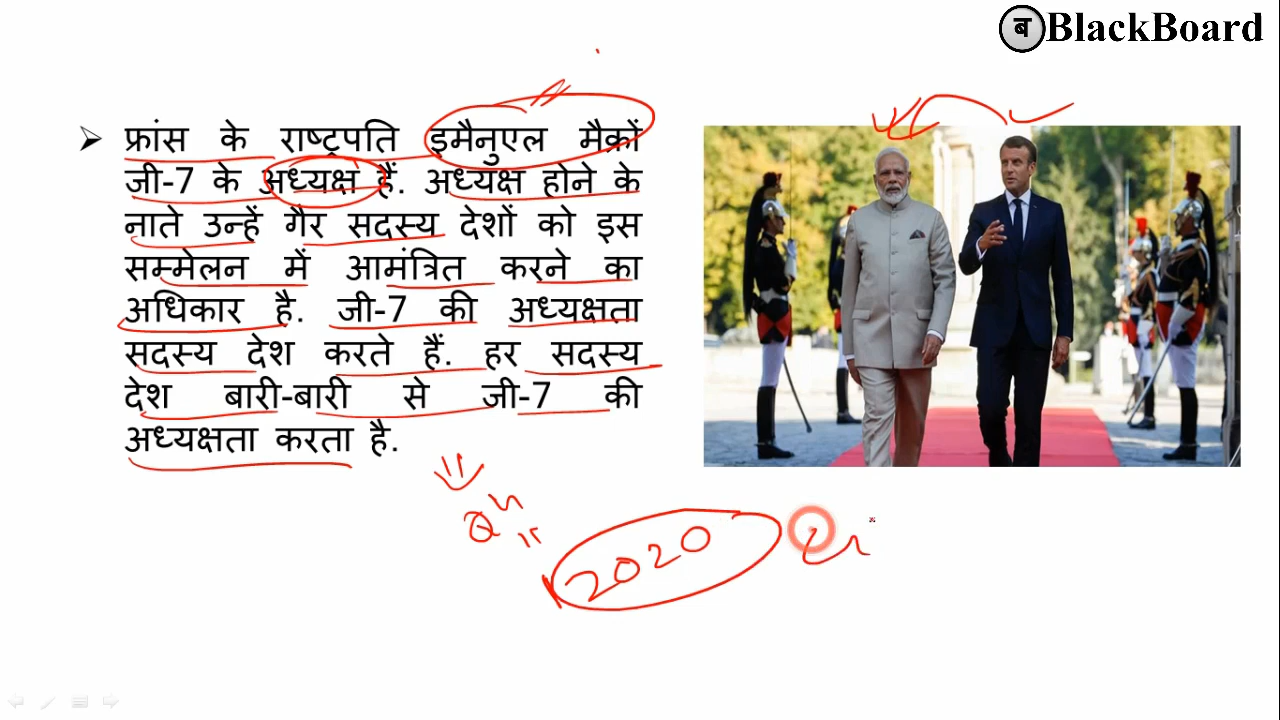 ब BlackBoard
फ्रांस के राष्ट्रपति इमैनुएल मैक्रों
जी-7 के अध्यक्ष हैं. अध्यक्ष होने के
नाते उन्हें गैर सदस्य देशों को इस
सम्मेलन में आमंत्रित करने का
अधिकार है. जी-7 की अध्यक्षता
सदस्य देश करते हैं. हर सदस्य
देश बारी-बारी से जी-7 की
अध्यक्षता करता है.
2020